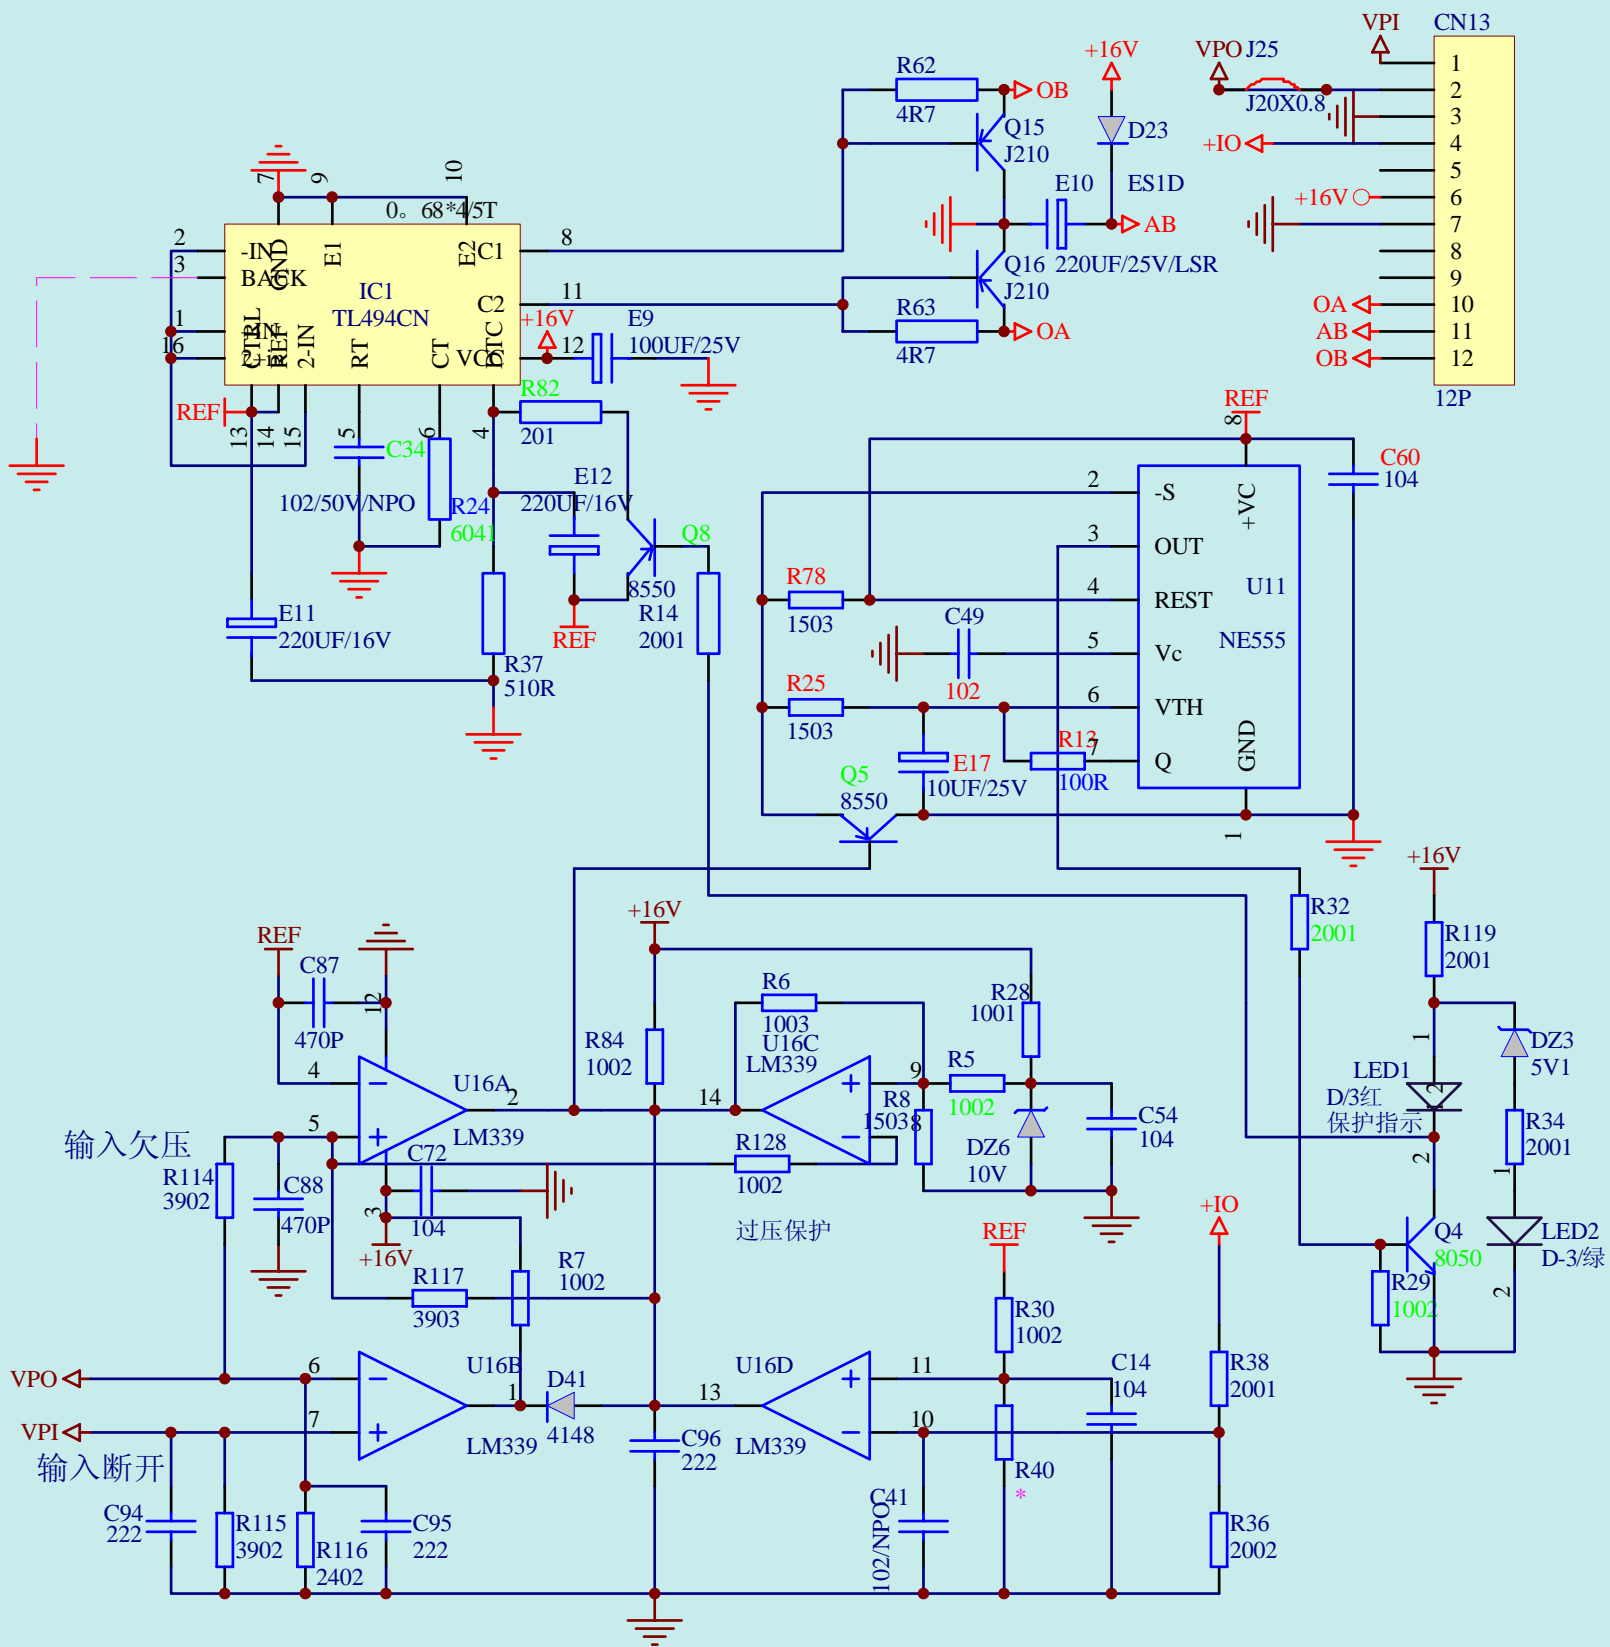 VPI
CN13
R62
4R7
OB
Q15
J210
+16V
D23
VPO
J25
J20X0.8
+IO
1
2
3
4
5
6
7
8
9
10
11
12
+16V
OA
AB
OB
12P
E10
ES1D
AB
220UF/25V/LSR
Q16
J210
R63
4R7
OA
7
9
10
0。68*4/5T
2
3
1
16
-IN
BACK
GND
E1
E2
C1
C2
8
11
IC1
TL494CN
+IN
CTRL
REF
2-IN
RT
CT
DTC
VCC
12
+16V
E9
100UF/25V
REF
13
14
15
5
6
4
C34
102/50V/NPO
R24
6041
R82
201
E12
220UF/16V
Q8
8550
REF
R14
2001
E11
220UF/16V
R37
510R
REF
8
C60
104
2
3
4
5
6
7
1
-S
OUT
REST
Vc
VTH
Q
+VC
GND
U11
NE555
R78
1503
C49
102
R25
1503
E17
10UF/25V
R13
100R
Q5
8550
+16V
R32
2001
R119
2001
1
2
LED1
D/3红
保护指示
2
DZ3
5V1
R34
2001
1
LED2
D-3/绿
2
Q4
8050
R29
1002
REF
C87
470P
12
4
5
U16A
LM339
2
3
输入欠压
R114
3902
C88
470P
C72
104
+16V
+16V
R84
1002
R6
1003
U16C
LM339
14
9
8
R8
1503
R5
1002
R28
1001
DZ6
10V
C54
104
R128
1002
过压保护
R117
3903
R7
1002
VPO
VPI
输入断开
6
7
U16B
LM339
1
D41
4148
13
U16D
LM339
11
10
REF
R30
1002
C14
104
+IO
R38
2001
R40
*
C41
102/NPO
R36
2002
C96
222
C94
222
R115
3902
R116
2402
C95
222